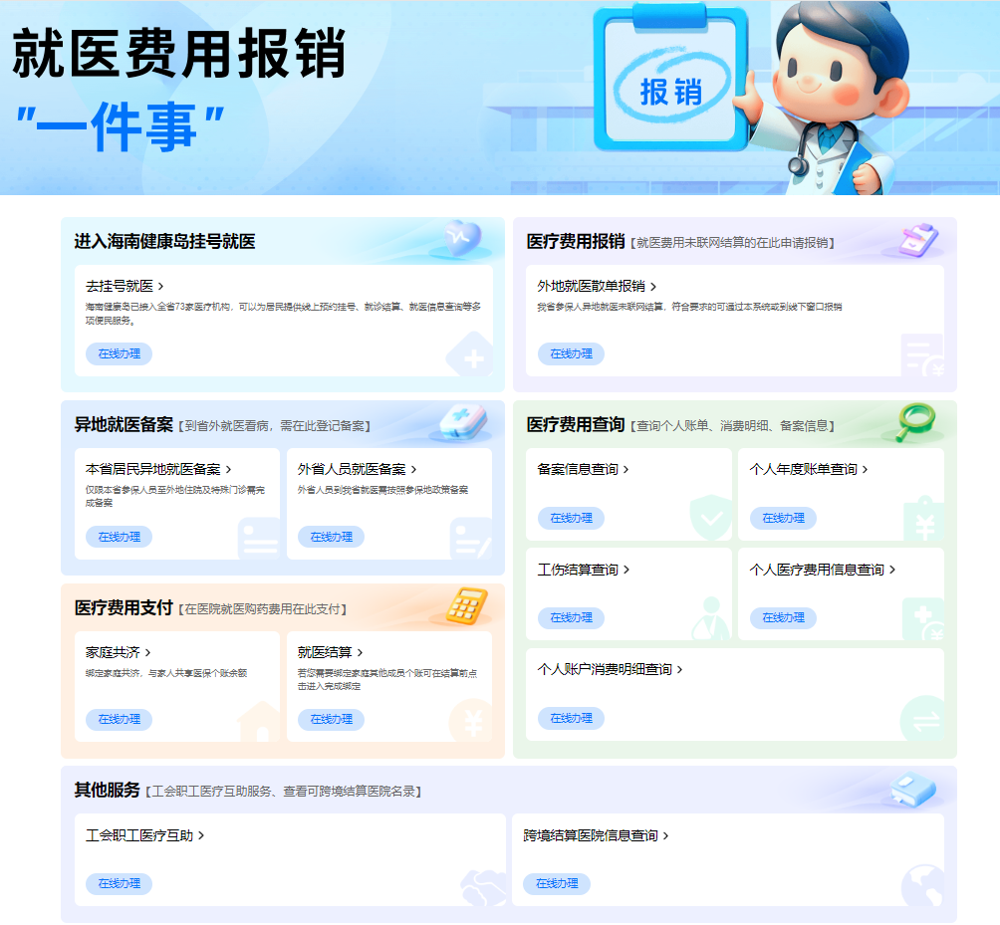 就医费用报销
"一件事"
报销
进入海南健康岛挂号就医
去挂号就医 >
海南健康岛已接入全省73家医疗机构，可以为居民提供线上预约挂号、就诊结算、就医信息查询等多
项便民服务。
在线办理
医疗费用报销【就医费用未联网结算的在此申请报销】
外地就医散单报销 >
我省参保人异地就医未联网结算，符合要求的可通过本系统或到线下窗口报销
在线办理
异地就医备案【到省外就医看病，需在此登记备案】
本省居民异地就医备案 >
仅限本省参保人员至外地住院及特殊门诊需完
成备案
在线办理
外省人员就医备案 >
外省人员到我省就医需按照参保地政策备案
在线办理
医疗费用查询【查询个人账单、消费明细、备案信息】
备案信息查询 >
在线办理
个人年度账单查询 >
在线办理
工伤结算查询 >
在线办理
个人医疗费用信息查询 >
在线办理
个人账户消费明细查询 >
在线办理
医疗费用支付【在医院就医购药费用在此支付】
家庭共济 >
绑定家庭共济，与家人共享医保个账余额
在线办理
就医结算 >
若您需要绑定家庭其他成员个账可在结算前点
击进入完成绑定
在线办理
其他服务【工会职工医疗互助服务、查看可跨境结算医院名录】
工会职工医疗互助 >
在线办理
跨境结算医院信息查询 >
在线办理